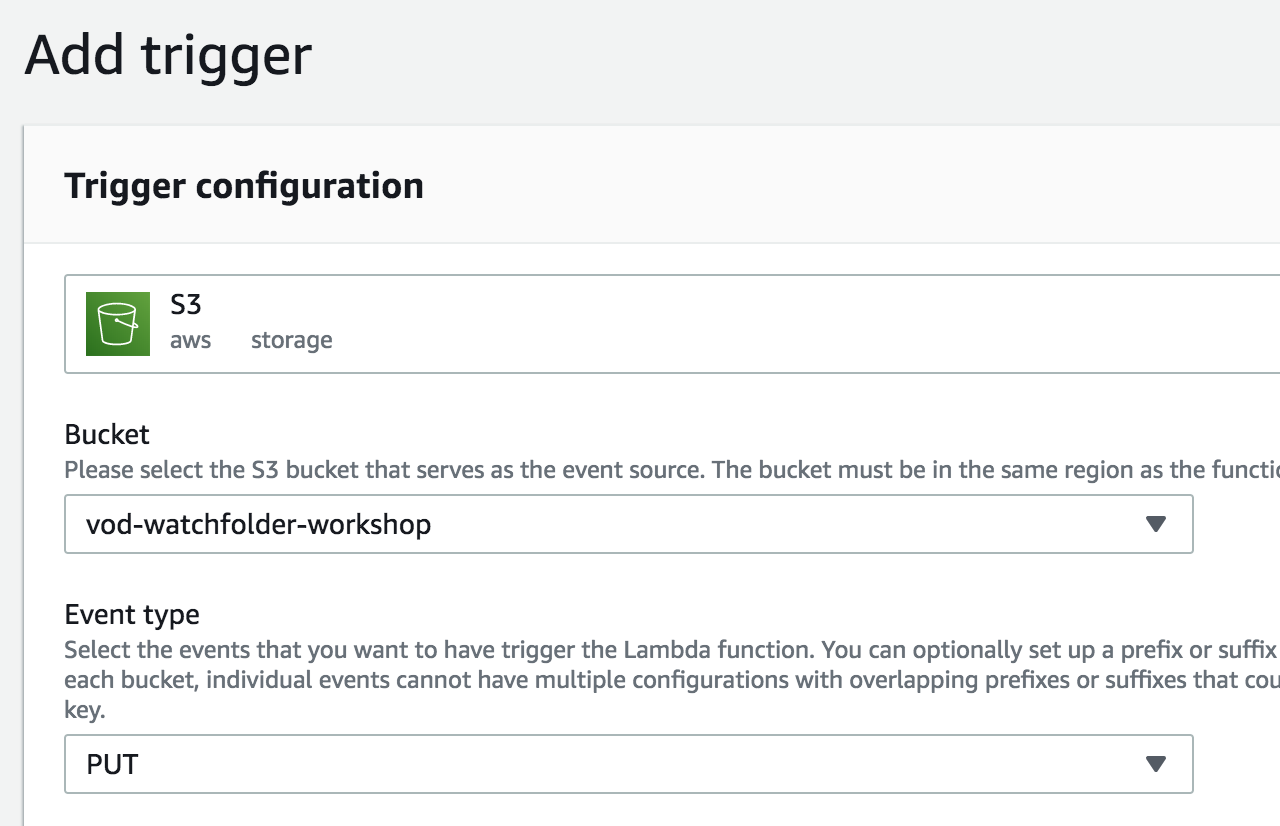 Add trigger
Trigger configuration
S3
aws storage
Bucket
Please select the S3 bucket that serves as the event source. The bucket must be in the same region as the
vod-watchfolder-workshop
Event type
Select the events that you want to have trigger the Lambda function. You can optionally set up a prefix or suffix
each bucket, individual events cannot have multiple configurations with overlapping prefixes or suffixes that
key.
PUT